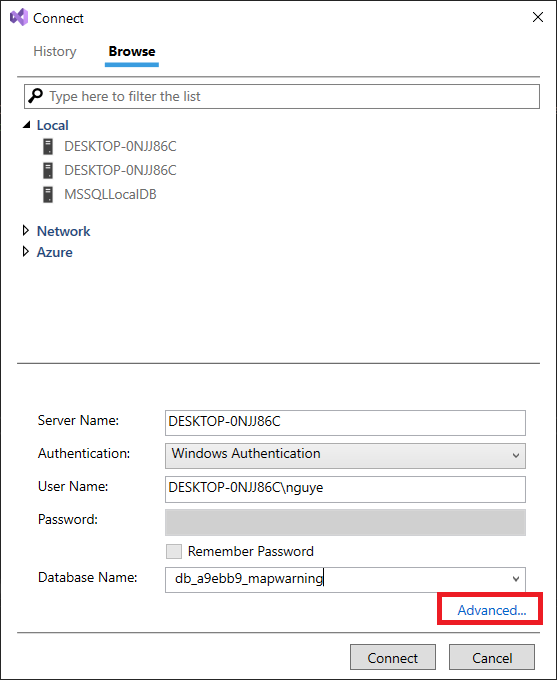 Connect
History Browse
Type here to filter the list
Local
DESKTOP-0NJJ86C
DESKTOP-0NJJ86C
MSSQLLocalDB
Network
Azure
Server Name: DESKTOP-0NJJ86C
Authentication: Windows Authentication
User Name: DESKTOP-0NJJ86C\nguye
Password:
Remember Password
Database Name: db_a9ebb9_mapwarning
Advanced...
Connect Cancel